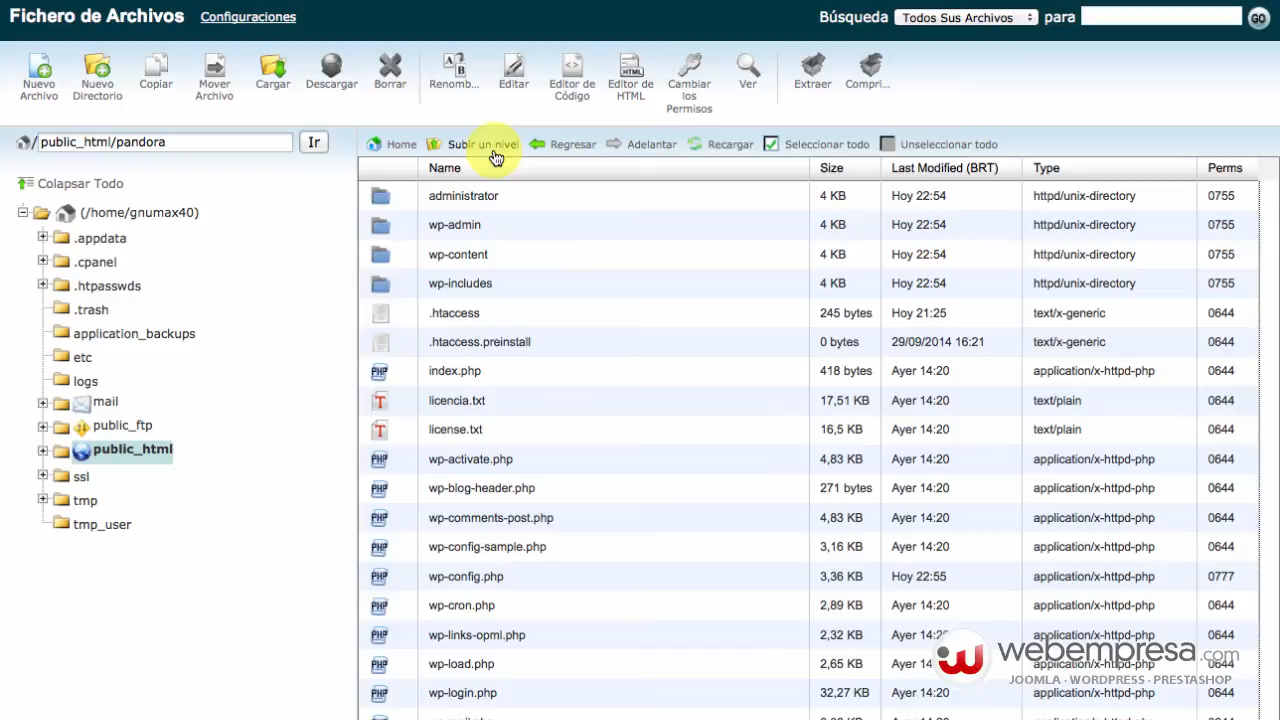 Fichero de Archivos Configuraciones
Búsqueda Todos Sus Archivos para GO
Nuevo Archivo
Nuevo Directorio
Copiar
Mover Archivo
Cargar
Descargar
Borrar
Renomb...
Editar
Editor de Código
Editor de HTML
Cambiar los Permisos
Ver
Extraer
Compri...
/ public_html/pandora Ir
Colapsar Todo
(/home/gnumax40)
.appdata
.cpanel
.htpasswds
.trash
application_backups
etc
logs
mail
public_ftp
public_html
ssl
tmp
tmp_user
Home Subir un nivel Regresar Adelantar Recargar Seleccionar todo Unseleccionar todo
Name Size Last Modified (BRT) Type Perms
administrator 4 KB Hoy 22:54 httpd/unix-directory 0755
wp-admin 4 KB Hoy 22:54 httpd/unix-directory 0755
wp-content 4 KB Hoy 22:54 httpd/unix-directory 0755
wp-includes 4 KB Hoy 22:54 httpd/unix-directory 0755
.htaccess 245 bytes Hoy 21:25 text/x-generic 0644
.htaccess.preinstall 0 bytes 29/09/2014 16:21 text/x-generic 0644
index.php 418 bytes Ayer 14:20 application/x-httpd-php 0644
licencia.txt 17,51 KB Ayer 14:20 text/plain 0644
license.txt 16,5 KB Ayer 14:20 text/plain 0644
wp-activate.php 4,83 KB Ayer 14:20 application/x-httpd-php 0644
wp-blog-header.php 271 bytes Ayer 14:20 application/x-httpd-php 0644
wp-comments-post.php 4,83 KB Ayer 14:20 application/x-httpd-php 0644
wp-config-sample.php 3,16 KB Ayer 14:20 application/x-httpd-php 0644
wp-config.php 3,36 KB Hoy 22:55 application/x-httpd-php 0777
wp-cron.php 2,89 KB Ayer 14:20 application/x-httpd-php 0644
wp-links-opml.php 2,32 KB Ayer 14:20 application/x-httpd-php 0644
wp-load.php 2,65 KB Ayer 14:20 application/x-httpd-php 0644
wp-login.php 32,27 KB Ayer 14:20 application/x-httpd-php 0644
webempresa.com
JOOMLA · WORDPRESS · PRESTASHOP